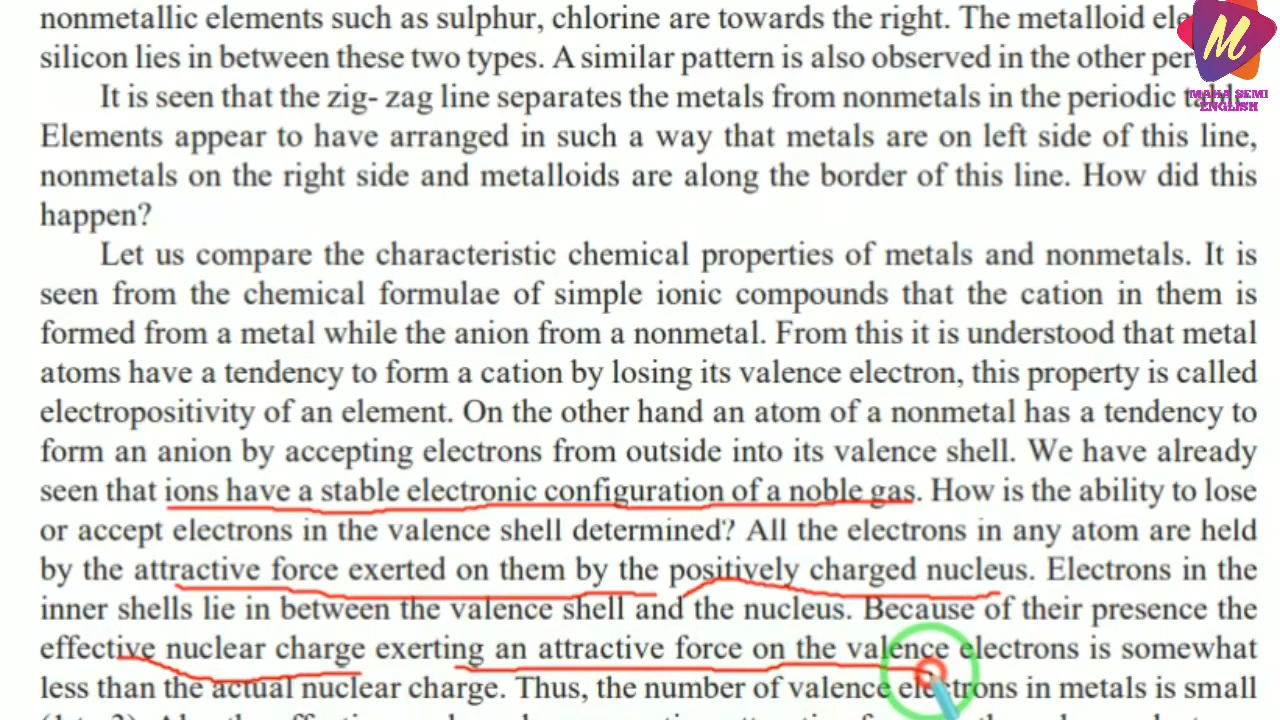 nonmetallic elements such as sulphur, chlorine are towards the right. The metalloid
silicon lies in between these two types. A similar pattern is also observed in the other
It is seen that the zig- zag line separates the metals from nonmetals in the periodic table.
Elements appear to have arranged in such a way that metals are on left side of this line,
nonmetals on the right side and metalloids are along the border of this line. How did this
happen?
Let us compare the characteristic chemical properties of metals and nonmetals. It is
seen from the chemical formulae of simple ionic compounds that the cation in them is
formed from a metal while the anion from a nonmetal. From this it is understood that metal
atoms have a tendency to form a cation by losing its valence electron, this property is called
electropositivity of an element. On the other hand an atom of a nonmetal has a tendency to
form an anion by accepting electrons from outside into its valence shell. We have already
seen that ions have a stable electronic configuration of a noble gas. How is the ability to lose
or accept electrons in the valence shell determined? All the electrons in any atom are held
by the attractive force exerted on them by the positively charged nucleus. Electrons in the
inner shells lie in between the valence shell and the nucleus. Because of their presence the
effective nuclear charge exerting an attractive force on the valence electrons is somewhat
less than the actual nuclear charge. Thus, the number of valence electrons in metals is small
M
MAHA SEMI
ENGLISH